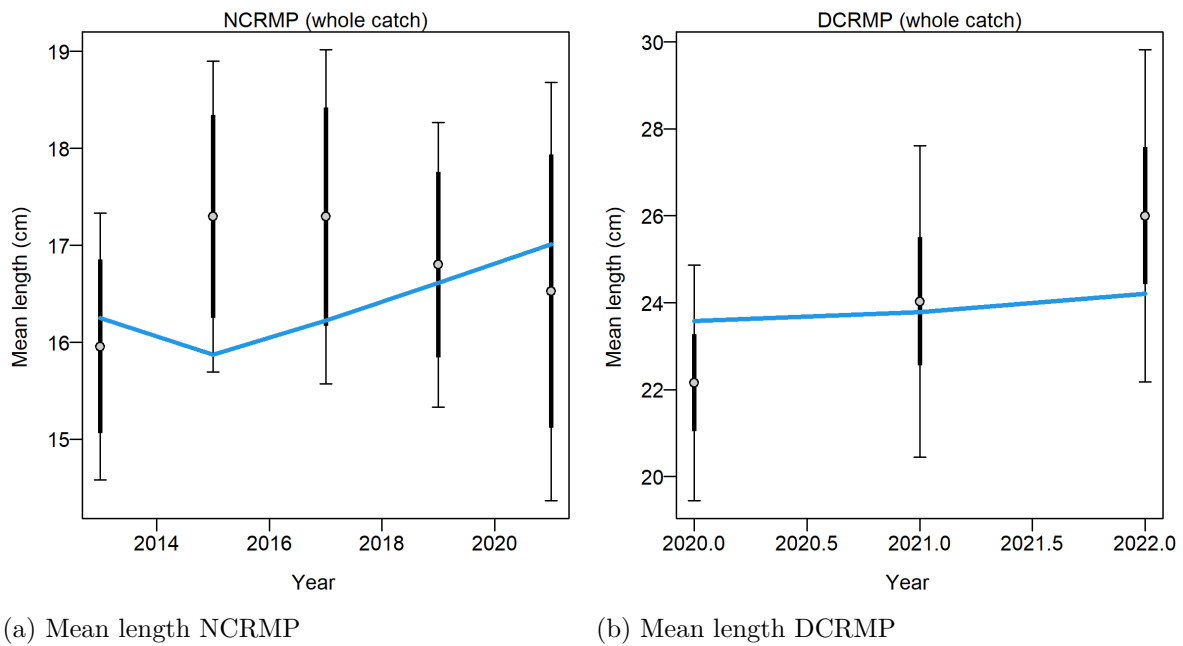 NCRMP (whole catch)
19
18
17
16
15
Mean length (cm)
2014 2016 2018 2020
Year
(a) Mean length NCRMP
DCRMP (whole catch)
30
28
26
24
22
20
Mean length (cm)
2020.0 2020.5 2021.0 2021.5 2022.0
Year
(b) Mean length DCRMP